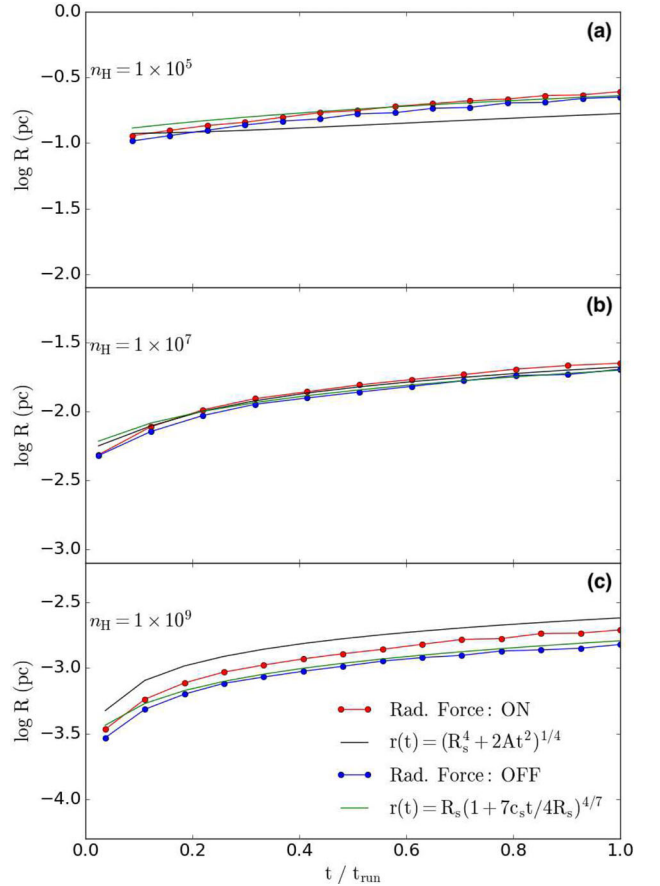 (a)
n_H = 1 × 10^5
0.0
−0.5
−1.0
−1.5
−2.0
log R (pc)
(b)
n_H = 1 × 10^7
−1.5
−2.0
−2.5
−3.0
log R (pc)
(c)
n_H = 1 × 10^9
−2.5
−3.0
−3.5
−4.0
log R (pc)
Rad. Force: ON
r(t) = (R_s^4 + 2At^2)^{1/4}
Rad. Force: OFF
r(t) = R_s(1 + 7c_s t/4R_s)^{4/7}
0.0 0.2 0.4 0.6 0.8 1.0
t / t_run